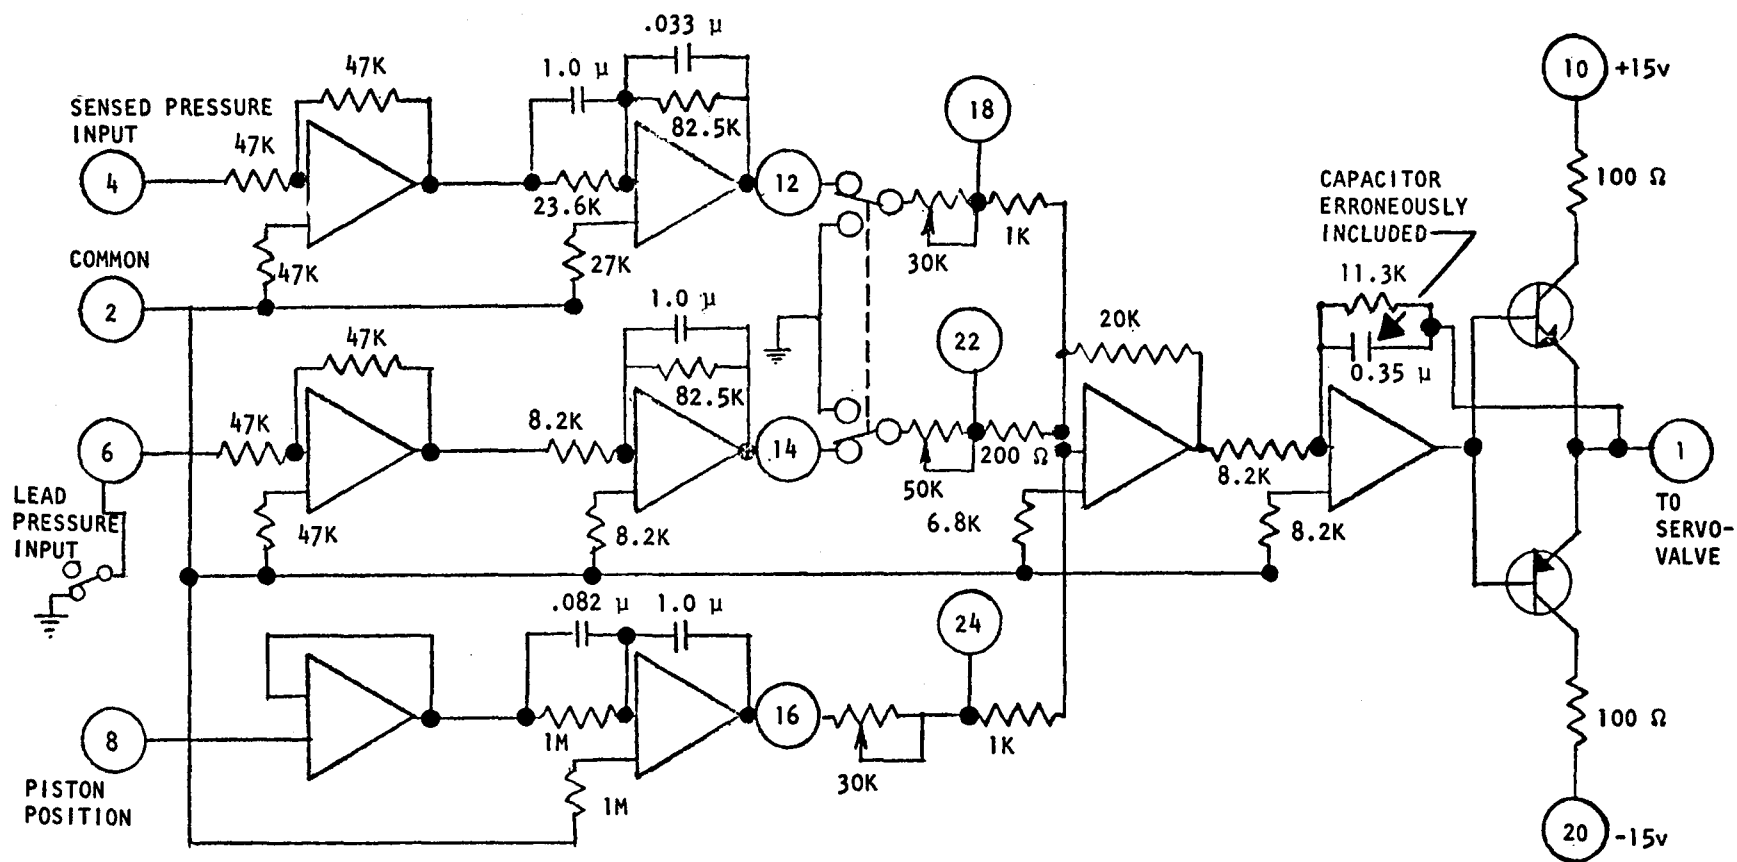 .033 μ
47K
1.0 μ
10
+15v
SENSED PRESSURE
INPUT
47K
82.5K
18
4
12
100 Ω
23.6K
CAPACITOR
ERRONEOUSLY
INCLUDED
1K
COMMON
47K
27K
30K
11.3K
2
1.0 μ
47K
22
20K
82.5K
0.35 μ
47K
8.2K
6
14
1
200 Ω
8.2K
LEAD
PRESSURE
INPUT
50K
TO
SERVO-
VALVE
47K
8.2K
6.8K
8.2K
.082 μ
1.0 μ
24
16
100 Ω
8
1M
1K
PISTON
POSITION
30K
1M
20
-15v